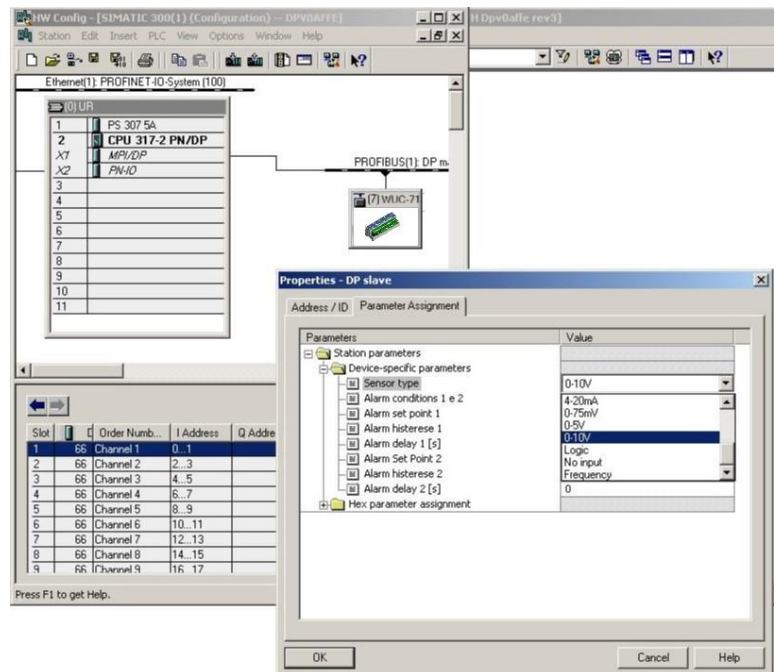 HW Config - [SIMATIC 300(1) (Configuration) -- DPV0AFFE]
H Dpv0affe rev3]
Station Edit Insert PLC View Options Window Help
Ethernet(1): PROFINET-IO-System (100)
(0) UR
1 PS 307 5A
2 CPU 317-2 PN/DP
X1 MPI/DP
X2 PN-IO
3
4
5
6
7
8
9
10
11
PROFIBUS(1): DP m
(7) WUC-71
Slot D Order Numb... I Address Q Addre
1 66 Channel 1 0...1
2 66 Channel 2 2...3
3 66 Channel 3 4...5
4 66 Channel 4 6...7
5 66 Channel 5 8...9
6 66 Channel 6 10...11
7 66 Channel 7 12...13
8 66 Channel 8 14...15
9 66 Channel 9 16...17
Press F1 to get Help.
Properties - DP slave
Address / ID Parameter Assignment
Parameters Value
Station parameters
Device-specific parameters
Sensor type 0-10V
Alarm conditions 1 e 2 4-20mA
Alarm set point 1 0-75mV
Alarm histerese 1 0-5V
Alarm delay 1 [s] 0-10V
Alarm Set Point 2 Logic
Alarm histerese 2 No input
Frequency
Alarm delay 2 [s] 0
Hex parameter assignment
OK Cancel Help